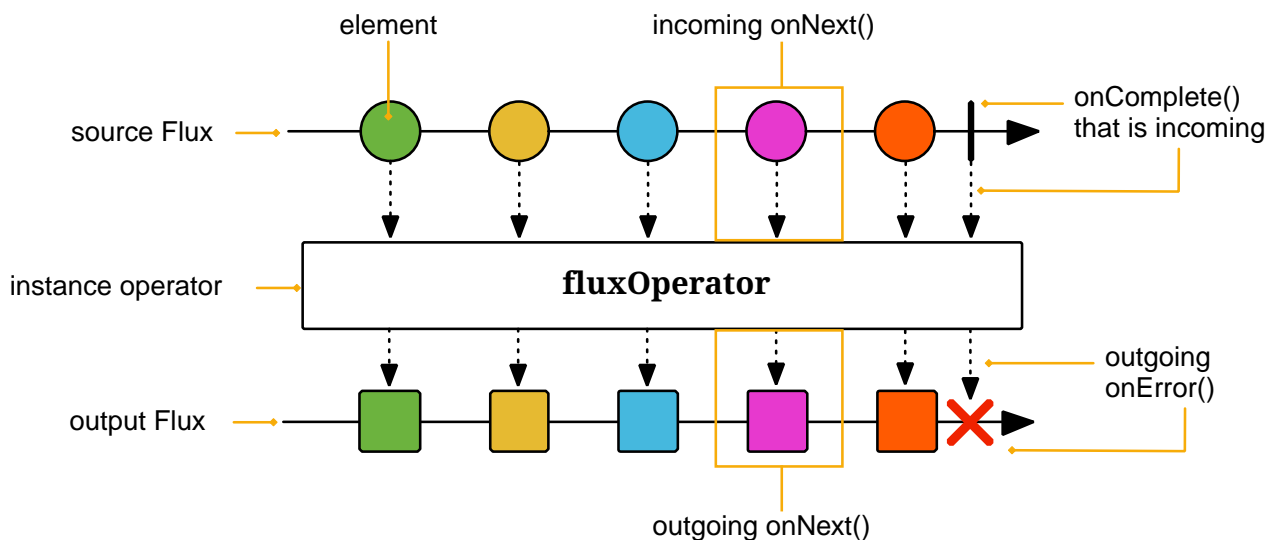 element
incoming onNext()
source Flux
onComplete()
that is incoming
instance operator
fluxOperator
outgoing
onError()
output Flux
outgoing onNext()